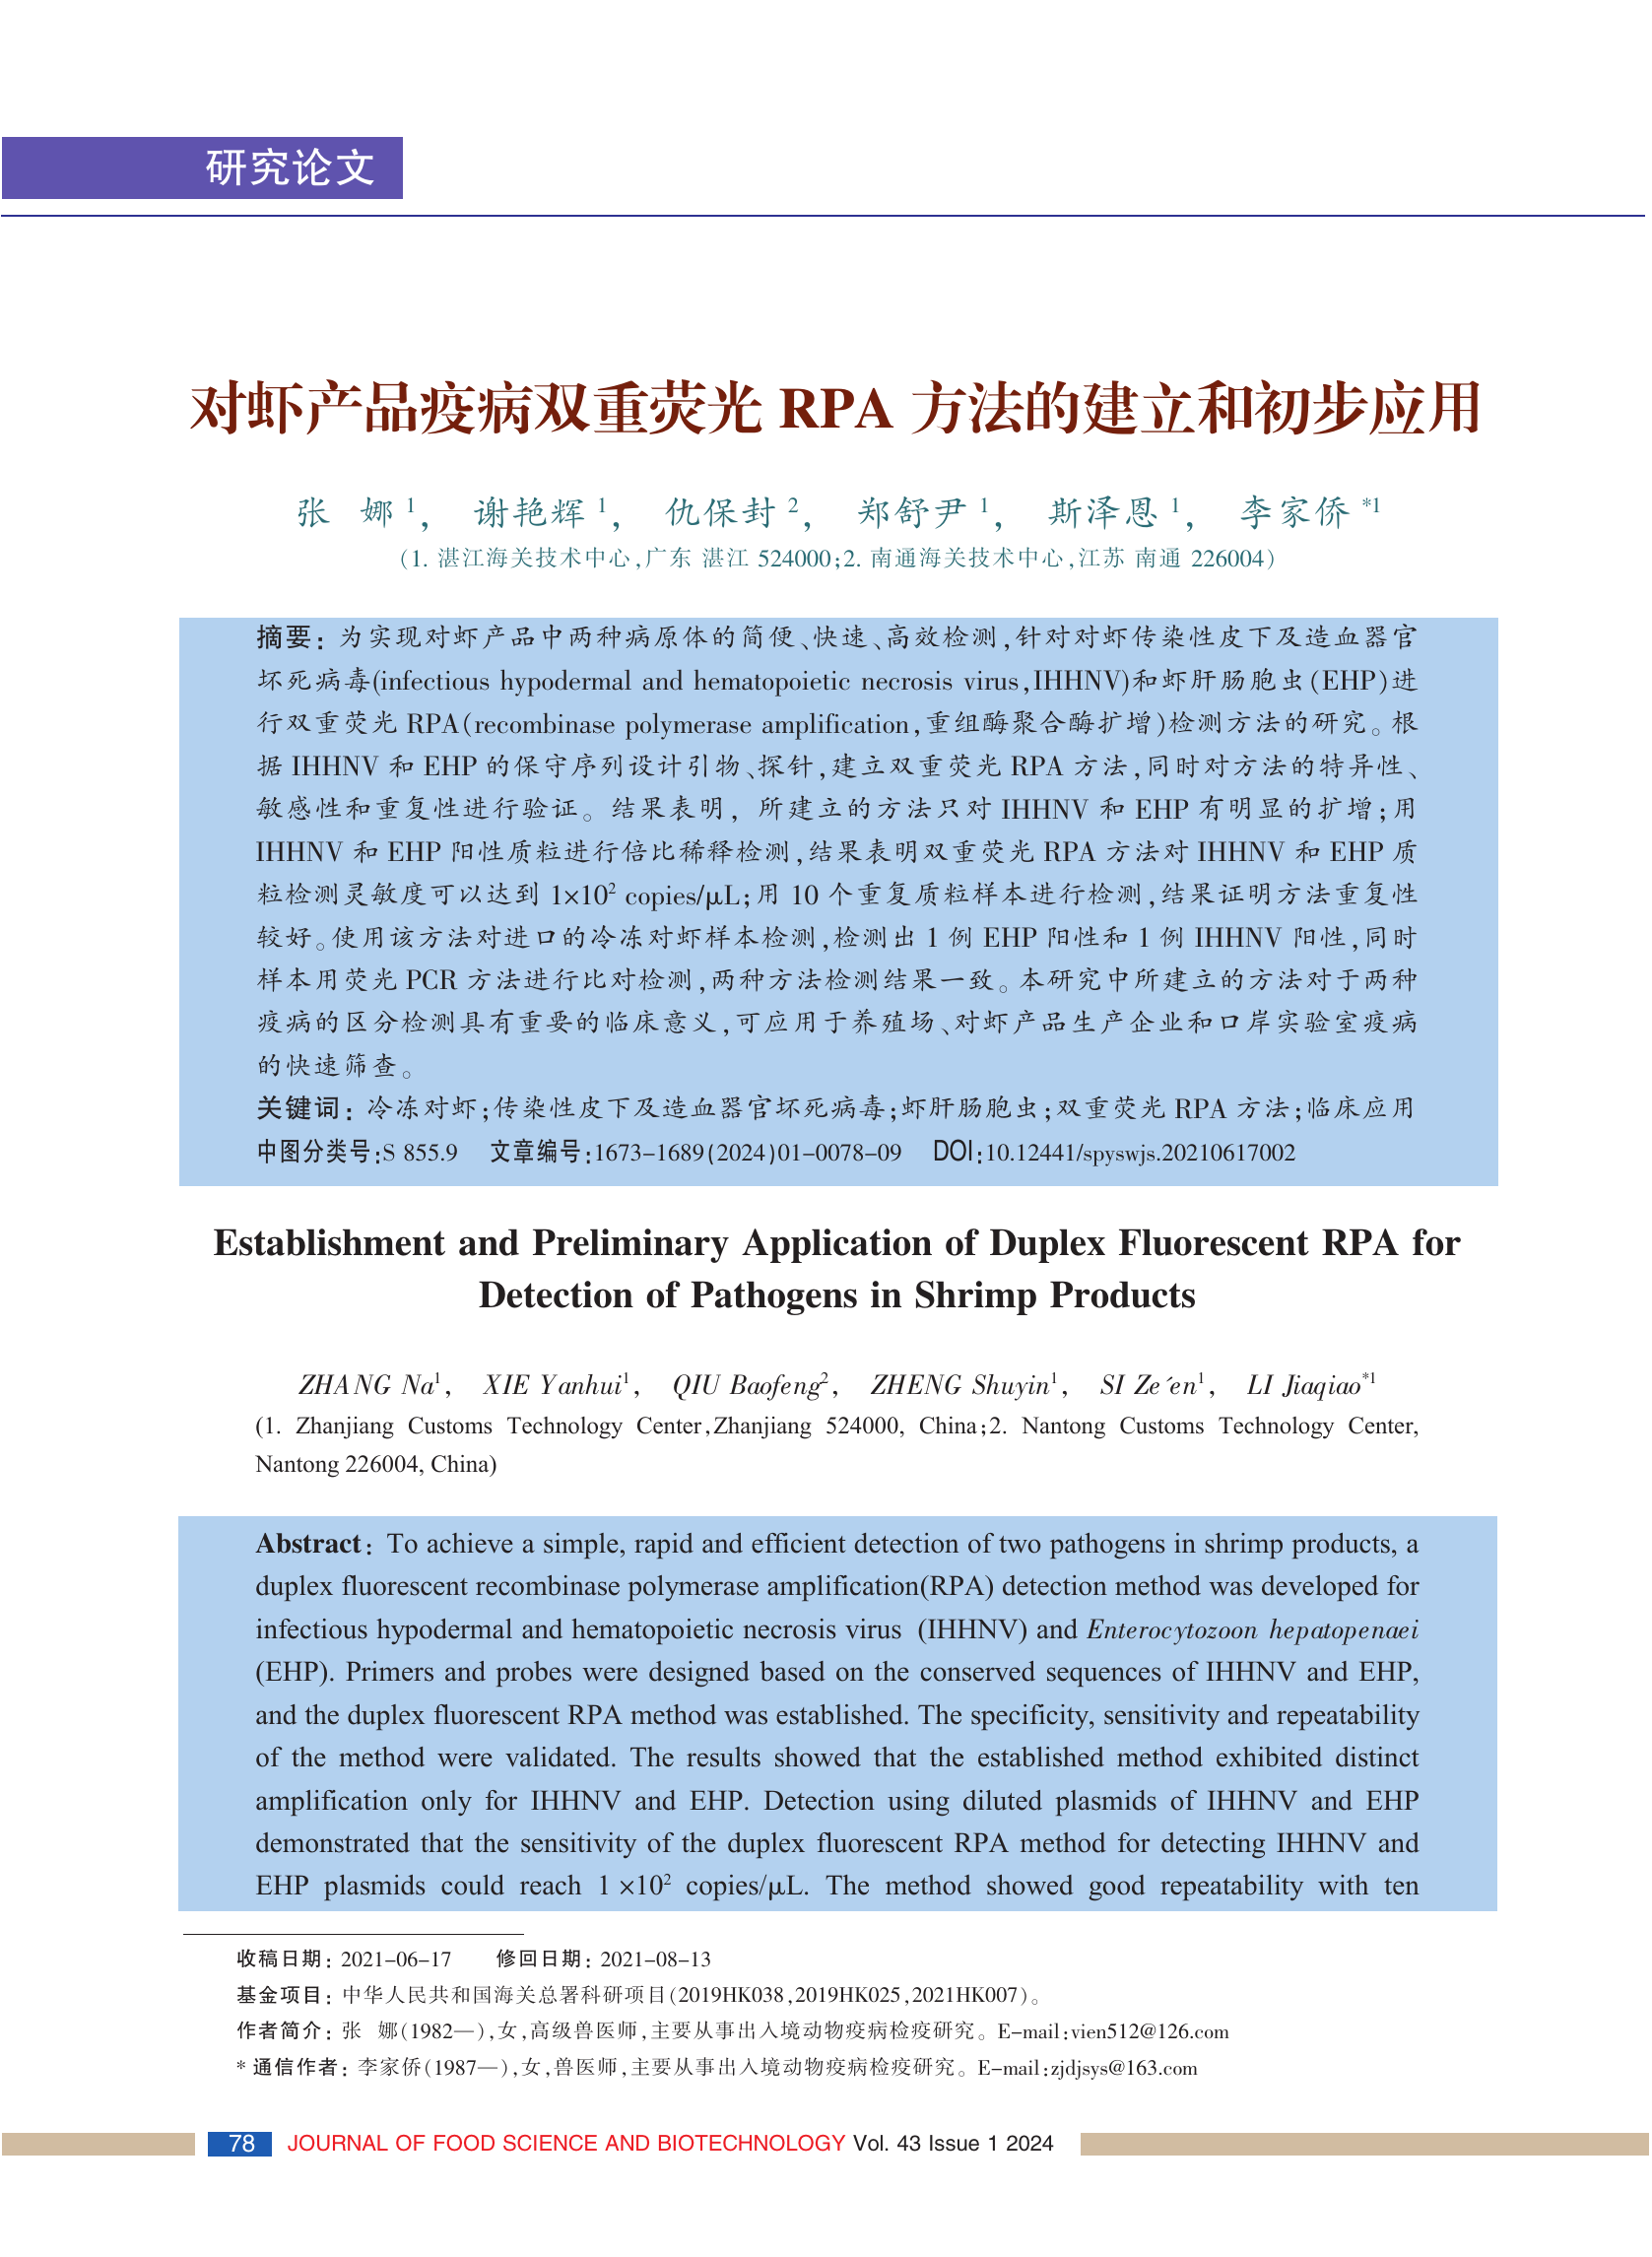 研究论文
对虾产品疫病双重荧光 RPA 方法的建立和初步应用
张 娜 1, 谢艳辉 1, 仇保封 2, 郑舒尹 1, 斯泽恩 1, 李家侨 *1
(1. 湛江海关技术中心,广东 湛江 524000;2. 南通海关技术中心,江苏 南通 226004)
摘要: 为实现对虾产品中两种病原体的简便、快速、高效检测,针对对虾传染性皮下及造血器官
坏死病毒(infectious hypodermal and hematopoietic necrosis virus,IHHNV)和虾肝肠胞虫(EHP)进
行双重荧光 RPA(recombinase polymerase amplification,重组酶聚合酶扩增)检测方法的研究。根
据 IHHNV 和 EHP 的保守序列设计引物、探针,建立双重荧光 RPA 方法,同时对方法的特异性、
敏感性和重复性进行验证。结果表明, 所建立的方法只对 IHHNV 和 EHP 有明显的扩增;用
IHHNV 和 EHP 阳性质粒进行倍比稀释检测,结果表明双重荧光 RPA 方法对 IHHNV 和 EHP 质
粒检测灵敏度可以达到 1×10² copies/μL;用 10 个重复质粒样本进行检测,结果证明方法重复性
较好。使用该方法对进口的冷冻对虾样本检测,检测出 1 例 EHP 阳性和 1 例 IHHNV 阳性,同时
样本用荧光 PCR 方法进行比对检测,两种方法检测结果一致。本研究中所建立的方法对于两种
疫病的区分检测具有重要的临床意义,可应用于养殖场、对虾产品生产企业和口岸实验室疫病
的快速筛查。
关键词: 冷冻对虾;传染性皮下及造血器官坏死病毒;虾肝肠胞虫;双重荧光 RPA 方法;临床应用
中图分类号:S 855.9 文章编号:1673-1689(2024)01-0078-09 DOI:10.12441/spyswjs.20210617002
Establishment and Preliminary Application of Duplex Fluorescent RPA for
Detection of Pathogens in Shrimp Products
ZHANG Na1, XIE Yanhui1, QIU Baofeng2, ZHENG Shuyin1, SI Ze´en1, LI Jiaqiao*1
(1. Zhanjiang Customs Technology Center,Zhanjiang 524000, China;2. Nantong Customs Technology Center,
Nantong 226004, China)
Abstract: To achieve a simple, rapid and efficient detection of two pathogens in shrimp products, a
duplex fluorescent recombinase polymerase amplification(RPA) detection method was developed for
infectious hypodermal and hematopoietic necrosis virus (IHHNV) and Enterocytozoon hepatopenaei
(EHP). Primers and probes were designed based on the conserved sequences of IHHNV and EHP,
and the duplex fluorescent RPA method was established. The specificity, sensitivity and repeatability
of the method were validated. The results showed that the established method exhibited distinct
amplification only for IHHNV and EHP. Detection using diluted plasmids of IHHNV and EHP
demonstrated that the sensitivity of the duplex fluorescent RPA method for detecting IHHNV and
EHP plasmids could reach 1 ×10² copies/μL. The method showed good repeatability with ten
收稿日期: 2021-06-17 修回日期: 2021-08-13
基金项目: 中华人民共和国海关总署科研项目(2019HK038,2019HK025,2021HK007)。
作者简介: 张 娜(1982—),女,高级兽医师,主要从事出入境动物疫病检疫研究。E-mail:vien512@126.com
* 通信作者: 李家侨(1987—),女,兽医师,主要从事出入境动物疫病检疫研究。E-mail:zjdjsys@163.com
78 JOURNAL OF FOOD SCIENCE AND BIOTECHNOLOGY Vol. 43 Issue 1 2024